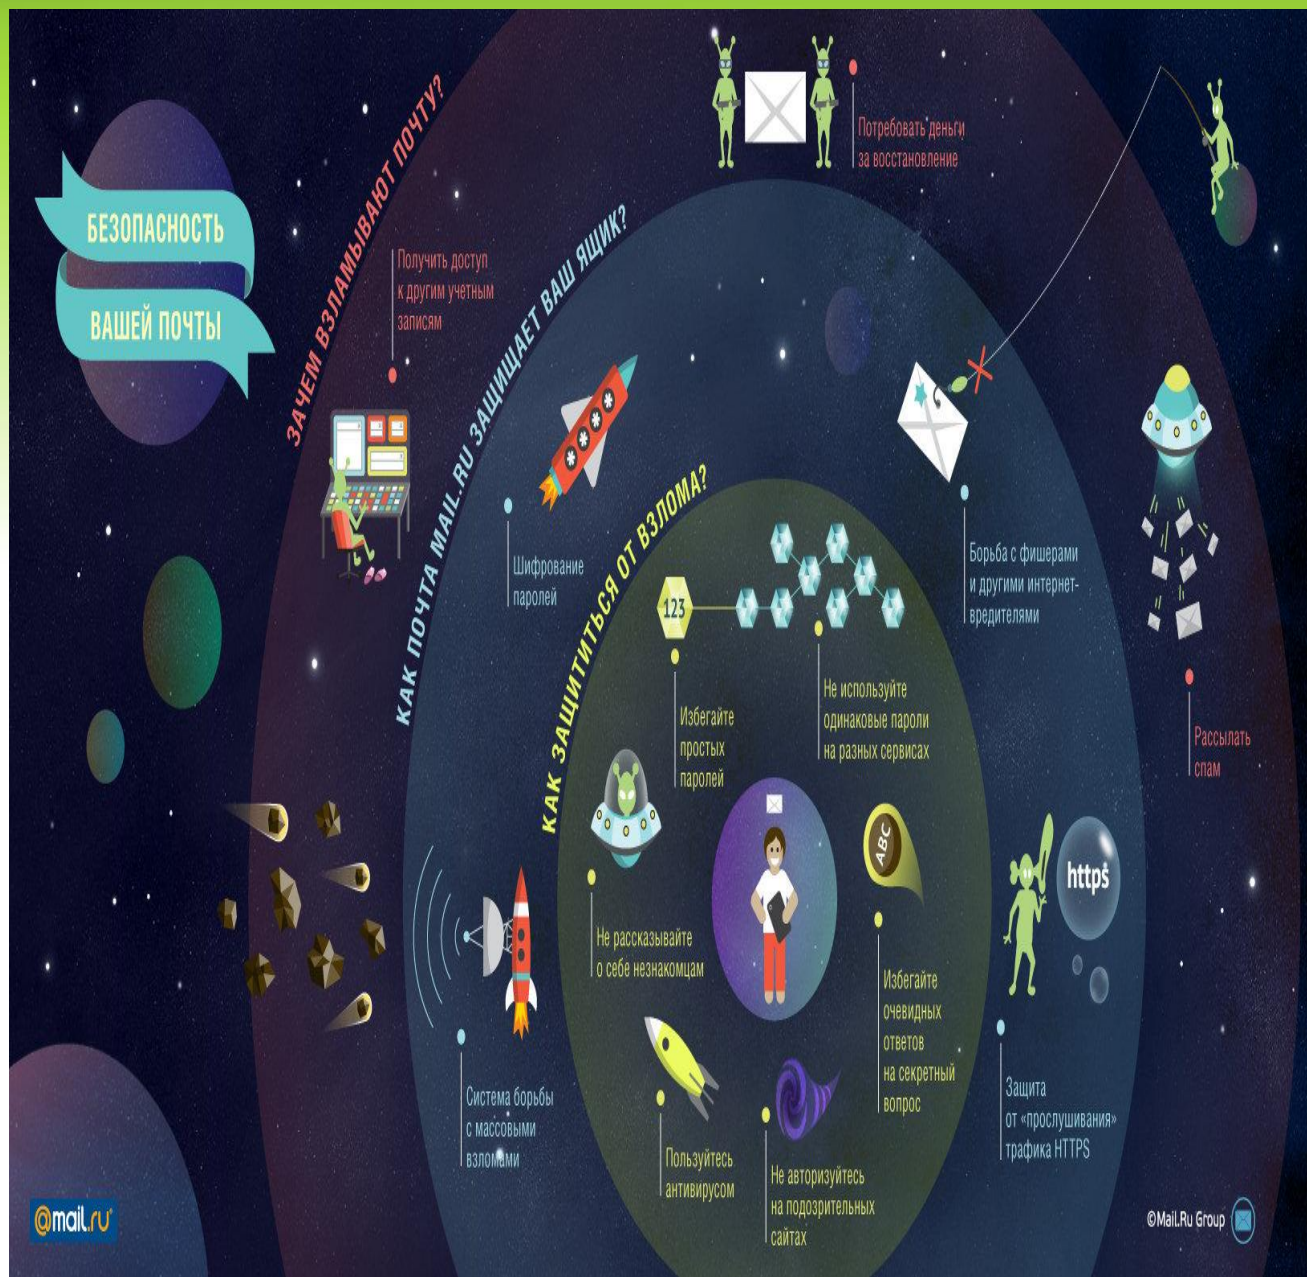 БЕЗОПАСНОСТЬ
ВАШЕЙ ПОЧТЫ
ЗАЧЕМ ВЗЛАМЫВАЮТ ПОЧТУ?
Получить доступ
к другим учетным
записям
Потребовать деньги
за восстановление
Рассылать
спам
КАК ПОЧТА MAIL.RU ЗАЩИЩАЕТ ВАШ ЯЩИК?
****
Шифрование
паролей
Борьба с фишерами
и другими интернет-
вредителями
Система борьбы
с массовыми
взломами
https
Защита
от «прослушивания»
трафика HTTPS
КАК ЗАЩИТИТЬСЯ ОТ ВЗЛОМА?
123
Избегайте
простых
паролей
Не используйте
одинаковые пароли
на разных сервисах
Не рассказывайте
о себе незнакомцам
ABC
Избегайте
очевидных
ответов
на секретный
вопрос
Пользуйтесь
антивирусом
Не авторизуйтесь
на подозрительных
сайтах
@mail.ru
©Mail.Ru Group